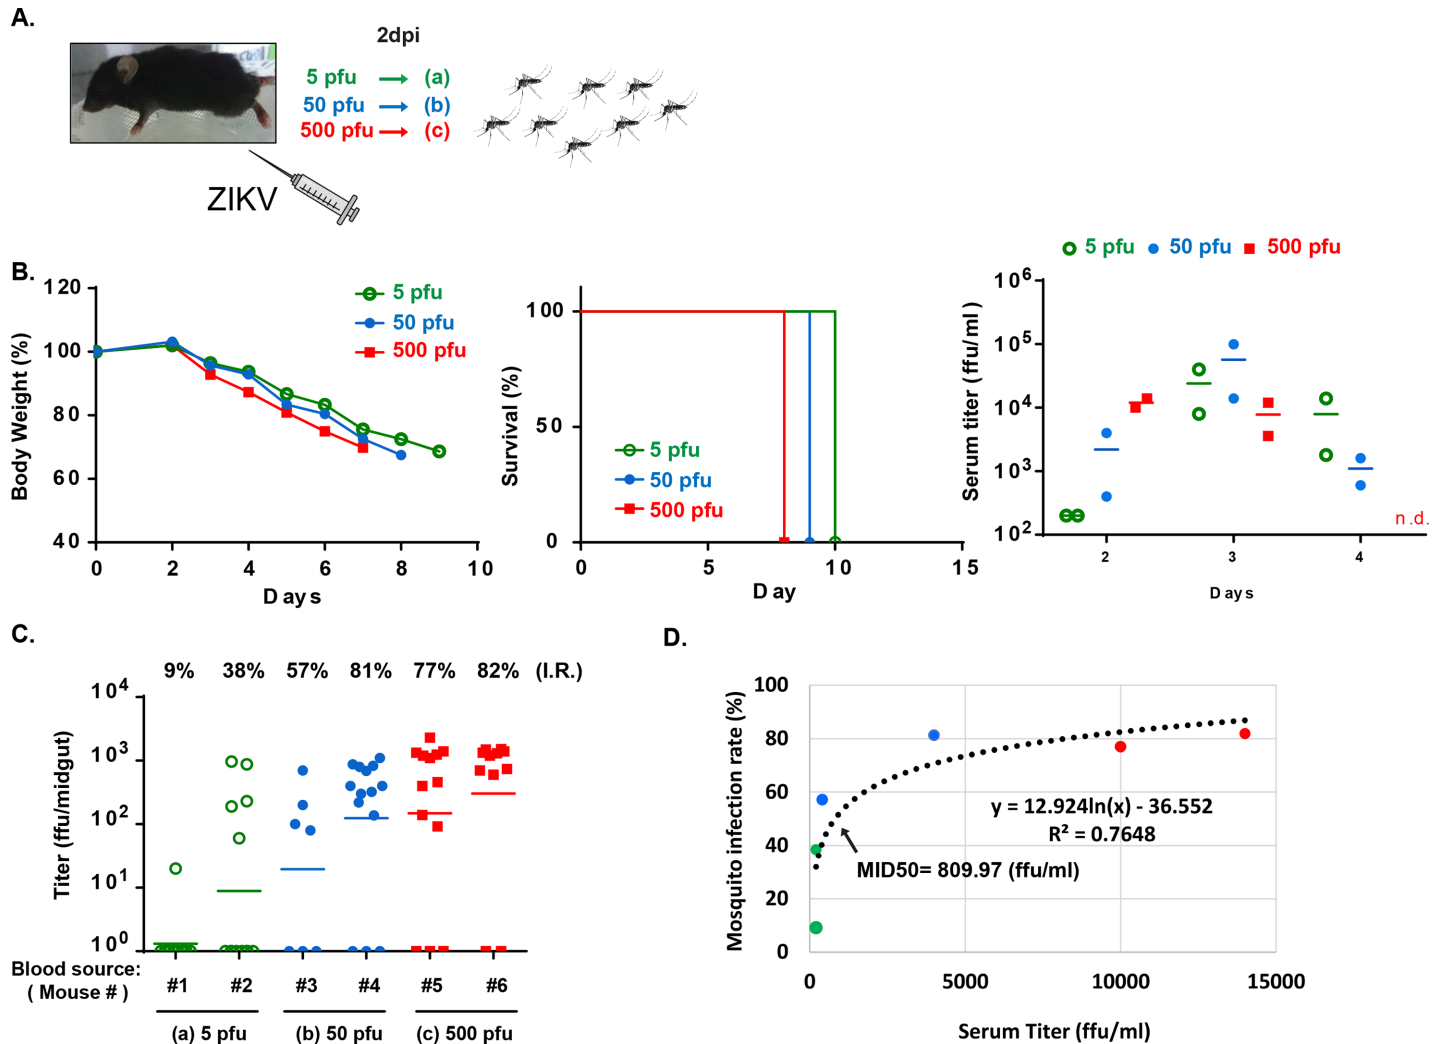 A.
2dpi
5 pfu (a)
50 pfu (b)
500 pfu (c)
ZIKV
B.
Body Weight (%)
120
100
80
60
40
0 2 4 6 8 10
Days
5 pfu
50 pfu
500 pfu
Survival (%)
100
50
0
0 5 10 15
Day
5 pfu
50 pfu
500 pfu
5 pfu 50 pfu 500 pfu
Serum titer (ffu/ml)
10^6
10^5
10^4
10^3
10^2
n.d.
2 3 4
Days
C.
9% 38% 57% 81% 77% 82% (I.R.)
Titer (ffu/midgut)
10^4
10^3
10^2
10^1
10^0
Blood source:
( Mouse # )
#1 #2 #3 #4 #5 #6
(a) 5 pfu (b) 50 pfu (c) 500 pfu
D.
Mosquito infection rate (%)
100
80
60
40
20
0
y = 12.924ln(x) - 36.552
R² = 0.7648
MID50= 809.97 (ffu/ml)
0 5000 10000 15000
Serum Titer (ffu/ml)